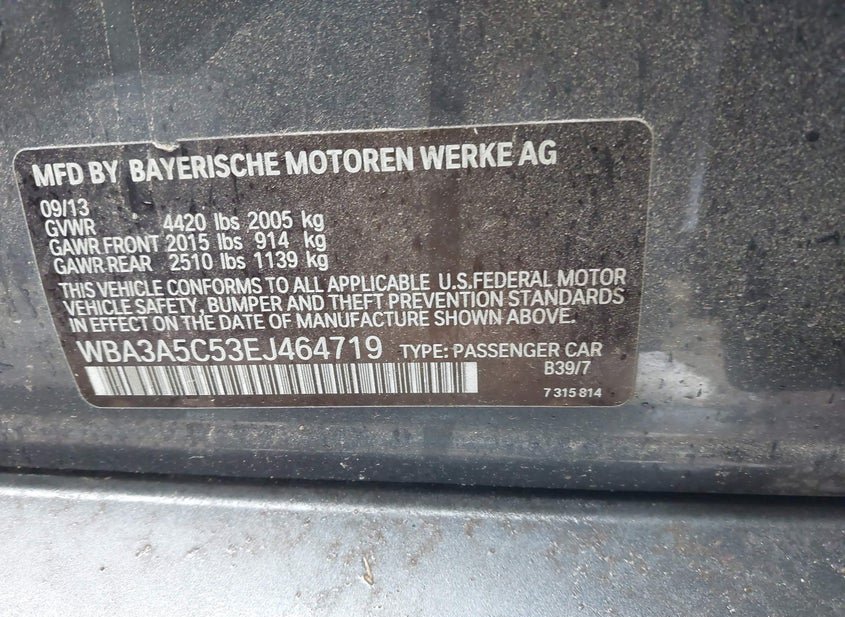 MFD BY BAYERISCHE MOTOREN WERKE AG
09/13
GVWR 4420 lbs 2005 kg
GAWR FRONT 2015 lbs 914 kg
GAWR REAR 2510 lbs 1139 kg
THIS VEHICLE CONFORMS TO ALL APPLICABLE U.S.FEDERAL MOTOR
VEHICLE SAFETY, BUMPER AND THEFT PREVENTION STANDARDS
IN EFFECT ON THE DATE OF MANUFACTURE SHOWN ABOVE.
WBA3A5C53EJ464719 TYPE: PASSENGER CAR
B39/7
7 315 814